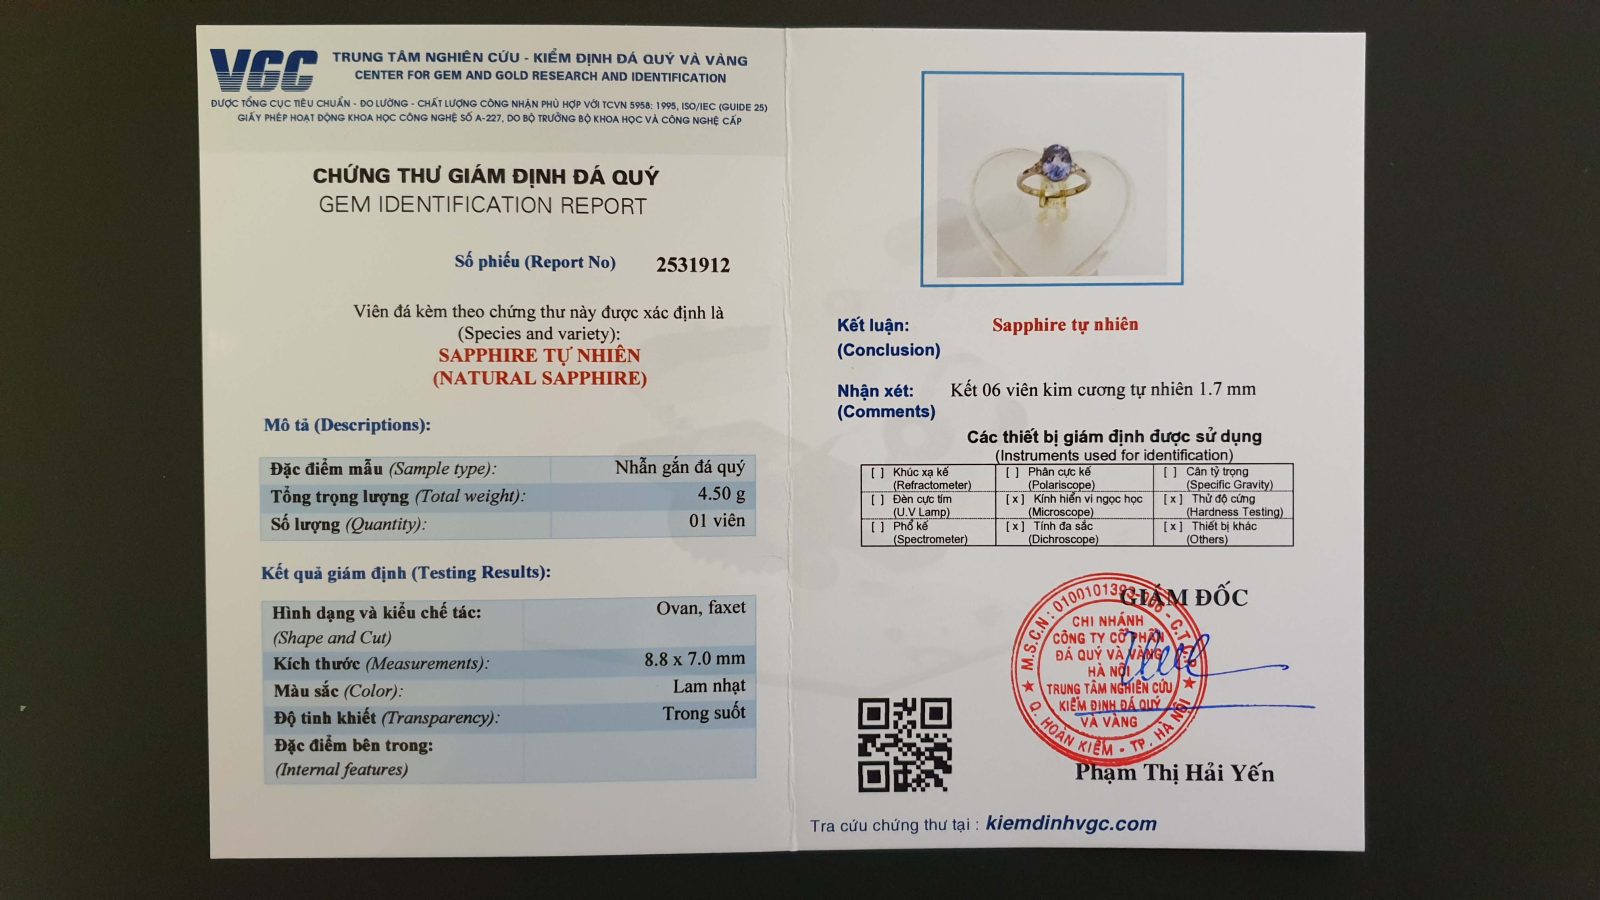 VGC
TRUNG TÂM NGHIÊN CỨU - KIỂM ĐỊNH ĐÁ QUÝ VÀ VÀNG
CENTER FOR GEM AND GOLD RESEARCH AND IDENTIFICATION
ĐƯỢC TỔNG CỤC TIÊU CHUẨN - ĐO LƯỜNG - CHẤT LƯỢNG CÔNG NHẬN PHÙ HỢP VỚI TCVN 5958: 1995, ISO/IEC (GUIDE 25)
GIẤY PHÉP HOẠT ĐỘNG KHOA HỌC CÔNG NGHỆ SỐ A-227, DO BỘ TRƯỞNG BỘ KHOA HỌC VÀ CÔNG NGHỆ CẤP
CHỨNG THƯ GIÁM ĐỊNH ĐÁ QUÝ
GEM IDENTIFICATION REPORT
Số phiếu (Report No) 2531912
Viên đá kèm theo chứng thư này được xác định là
(Species and variety):
SAPPHIRE TỰ NHIÊN
(NATURAL SAPPHIRE)
Mô tả (Descriptions):
Đặc điểm mẫu (Sample type): Nhẫn gắn đá quý
Tổng trọng lượng (Total weight): 4.50 g
Số lượng (Quantity): 01 viên
Kết quả giám định (Testing Results):
Hình dạng và kiểu chế tác: Ovan, faxet
(Shape and Cut)
Kích thước (Measurements): 8.8 x 7.0 mm
Màu sắc (Color): Lam nhạt
Độ tinh khiết (Transparency): Trong suốt
Đặc điểm bên trong:
(Internal features)
Kết luận: Sapphire tự nhiên
(Conclusion)
Nhận xét: Kết 06 viên kim cương tự nhiên 1.7 mm
(Comments)
Các thiết bị giám định được sử dụng
(Instruments used for identification)
[ ] Khúc xạ kế [ ] Phân cực kế [ ] Cân tỷ trọng
(Refractometer) (Polariscope) (Specific Gravity)
[ ] Đèn cực tím [x] Kính hiển vi ngọc học [x] Thử độ cứng
(U.V Lamp) (Microscope) (Hardness Testing)
[ ] Phổ kế [x] Tính đa sắc [x] Thiết bị khác
(Spectrometer) (Dichroscope) (Others)
GIÁM ĐỐC
CHI NHÁNH
CÔNG TY CỔ PHẦN
ĐÁ QUÝ VÀ VÀNG
HÀ NỘI
TRUNG TÂM NGHIÊN CỨU
KIỂM ĐỊNH ĐÁ QUÝ
VÀ VÀNG
Q. HOÀN KIẾM - TP. HÀ NỘI
Phạm Thị Hải Yến
Tra cứu chứng thư tại : kiemdinhvgc.com